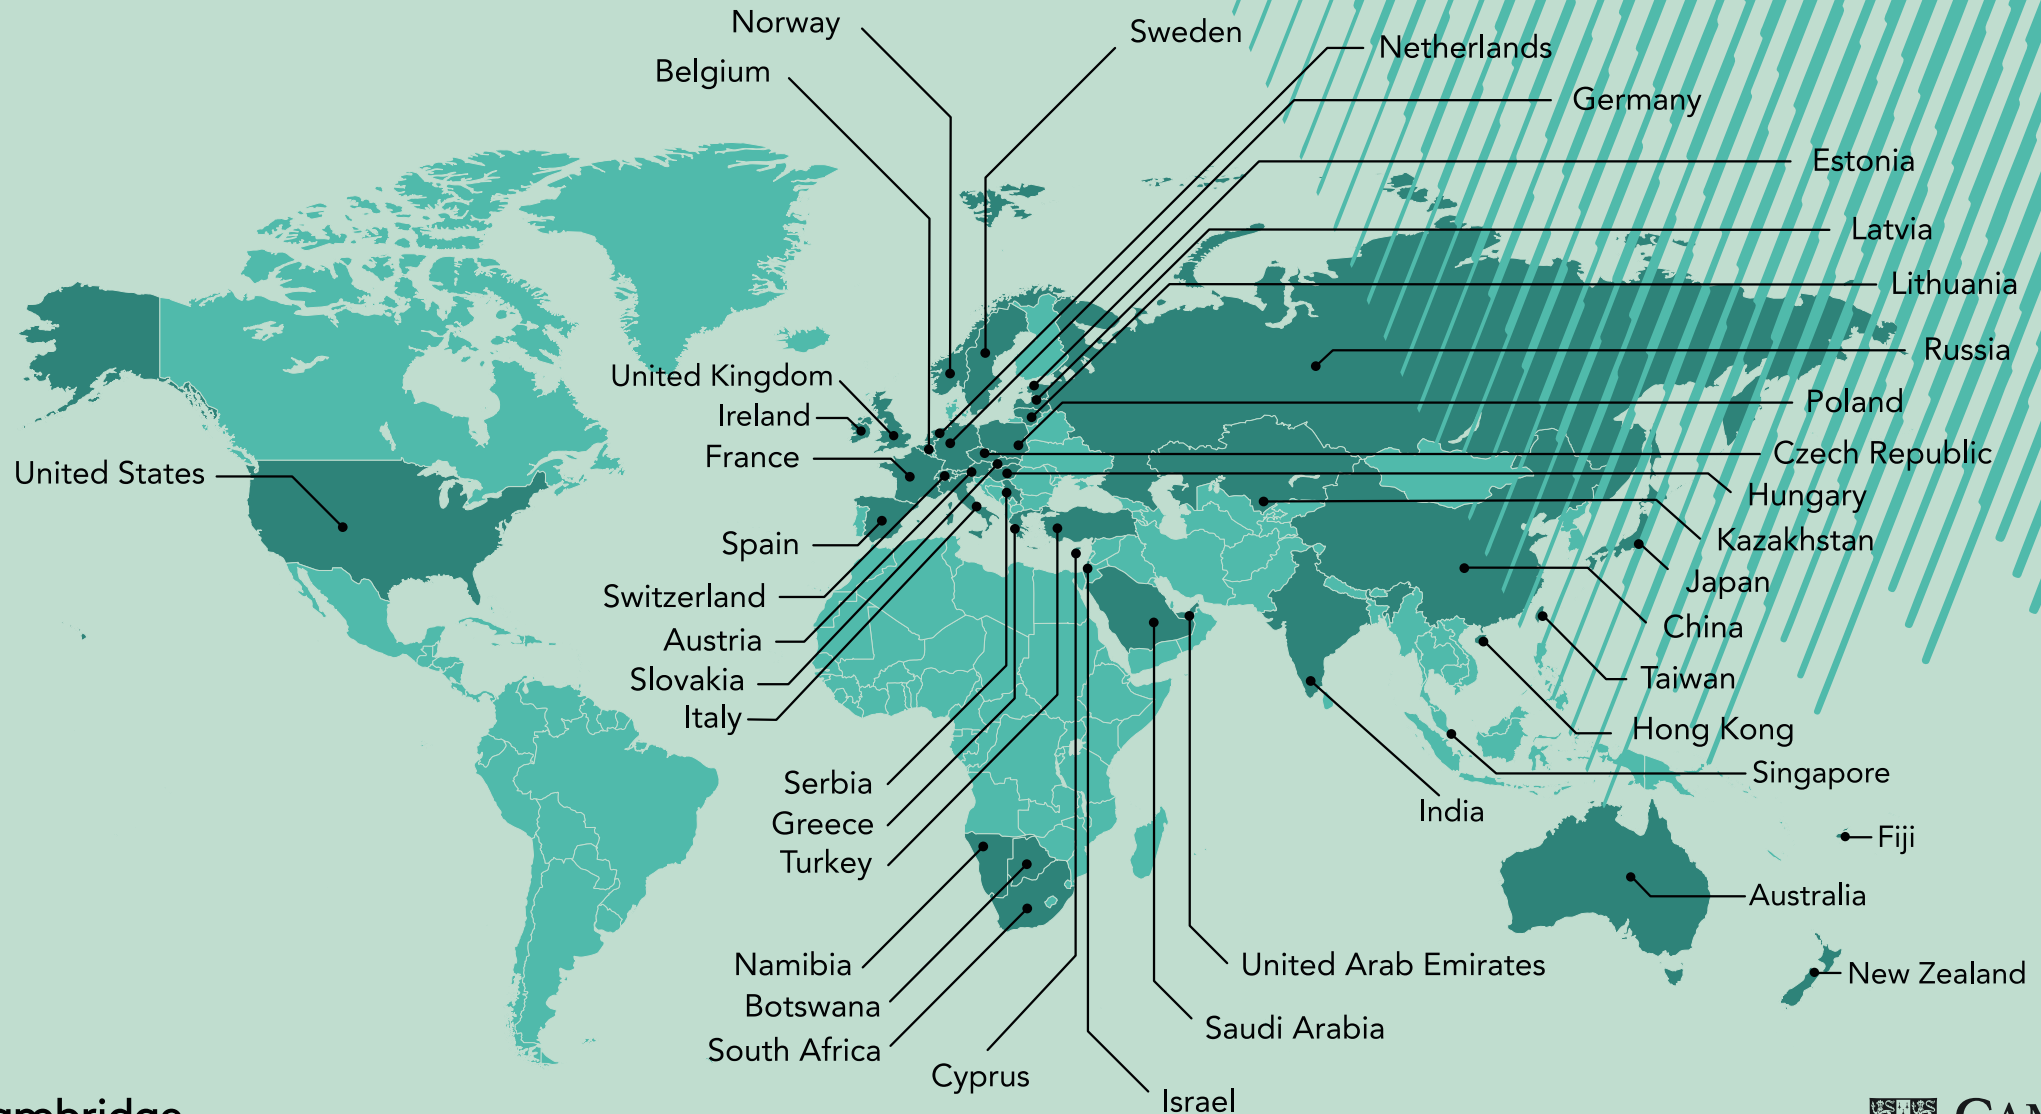 Norway
Sweden
Netherlands
Belgium
Germany
Estonia
Latvia
Lithuania
Russia
United Kingdom
Poland
Ireland
France
Czech Republic
United States
Hungary
Spain
Kazakhstan
Japan
Switzerland
China
Austria
Slovakia
Taiwan
Italy
Hong Kong
Singapore
Serbia
India
Greece
Fiji
Turkey
Australia
Namibia
United Arab Emirates
New Zealand
Botswana
Saudi Arabia
South Africa
Cyprus
Israel